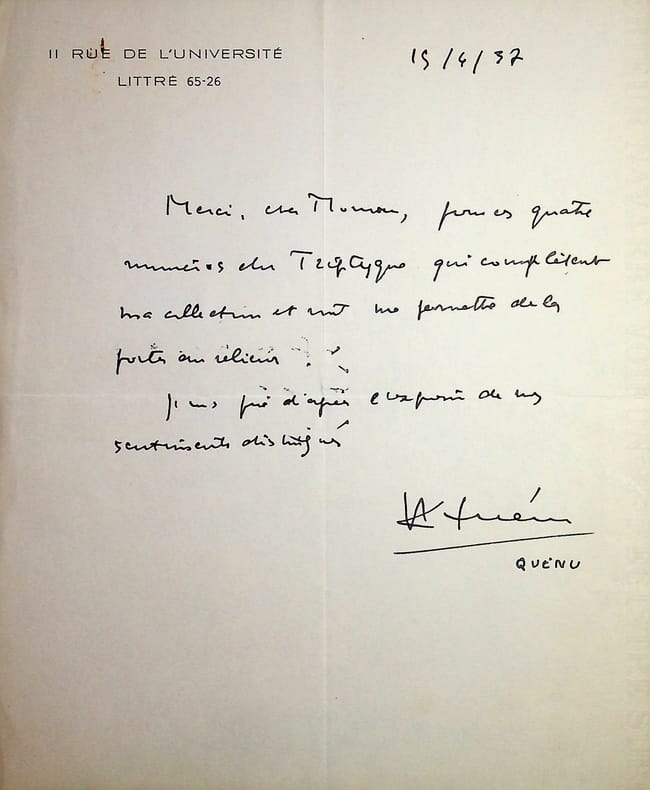 11 RUE DE L'UNIVERSITÉ
LITTRÉ 65-26
15/4/37
Merci, cher Monsieur, pour ces quatre
numéros du Triptyque qui complètent
ma collection et vont me permettre de la
porter au relieur.
Je vous prie d'agréer l'expression de mes
sentiments distingués
Quénu
QUÉNU